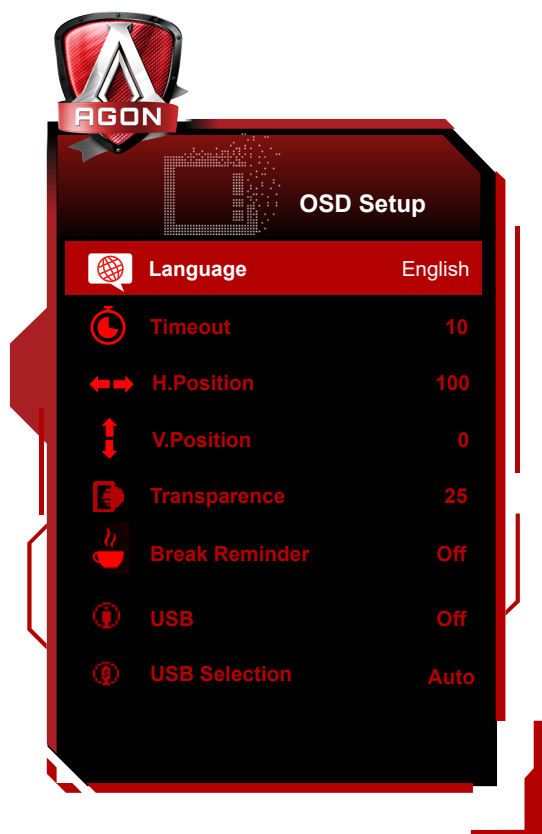 AGON
OSD Setup
Language English
Timeout 10
H.Position 100
V.Position 0
Transparence 25
Break Reminder Off
USB Off
USB Selection Auto